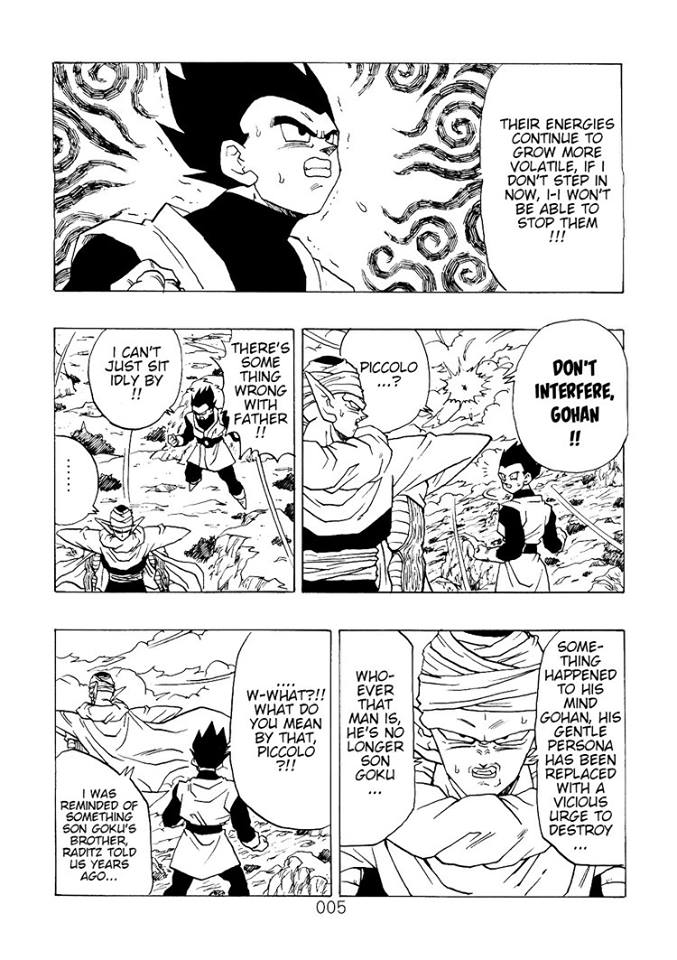 THEIR ENERGIES
CONTINUE TO
GROW MORE
VOLATILE, IF I
DON'T STEP IN
NOW, I-I WON'T
BE ABLE TO
STOP THEM
!!!
DON'T
INTERFERE,
GOHAN
!!
PICCOLO
...?
THERE'S
SOME
THING
WRONG
WITH
FATHER
!!
I CAN'T
JUST SIT
IDLY BY
!!
......
SOME-
THING
HAPPENED
TO HIS
MIND
GOHAN, HIS
GENTLE
PERSONA
HAS BEEN
REPLACED
WITH A
VICIOUS
URGE TO
DESTROY
...
WHO-
EVER
THAT
MAN IS,
HE'S NO
LONGER
SON
GOKU
...
....
W-WHAT?!!
WHAT DO
YOU MEAN
BY THAT,
PICCOLO
?!!
I WAS
REMINDED OF
SOMETHING
SON GOKU'S
BROTHER,
RADITZ TOLD
US YEARS
AGO...
005